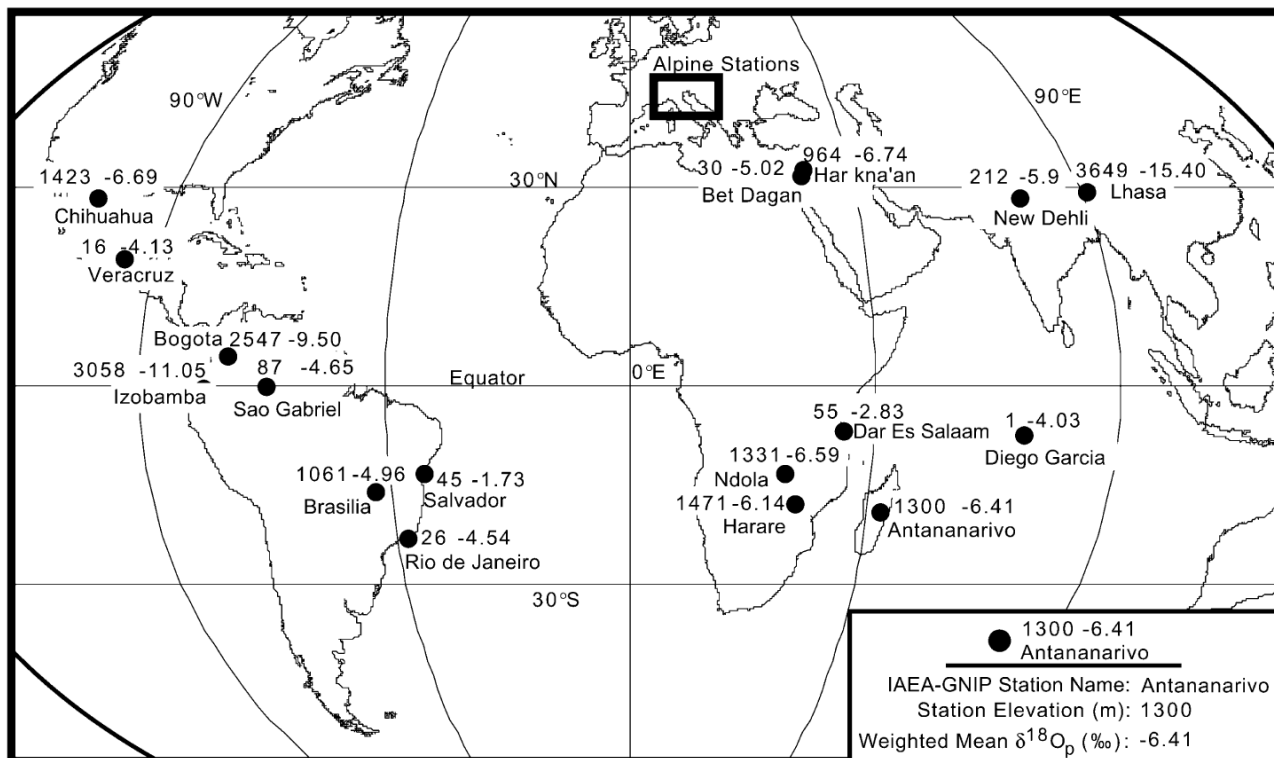 Alpine Stations
90°W
90°E
964 -6.74
30 -5.02
Har kna'an
Bet Dagan
30°N
1423 -6.69
Chihuahua
212 -5.9
New Dehli
3649 -15.40
Lhasa
16 -4.13
Veracruz
Bogota 2547 -9.50
3058 -11.05
87 -4.65
Izobamba
Sao Gabriel
Equator
0°E
55 -2.83
Dar Es Salaam
1 -4.03
Diego Garcia
1331 -6.59
Ndola
1061 -4.96
Brasilia
45 -1.73
Salvador
1471 -6.14
Harare
1300 -6.41
Antananarivo
26 -4.54
Rio de Janeiro
30°S
1300 -6.41
Antananarivo
IAEA-GNIP Station Name: Antananarivo
Station Elevation (m): 1300
Weighted Mean δ¹⁸Oₚ (‰): -6.41